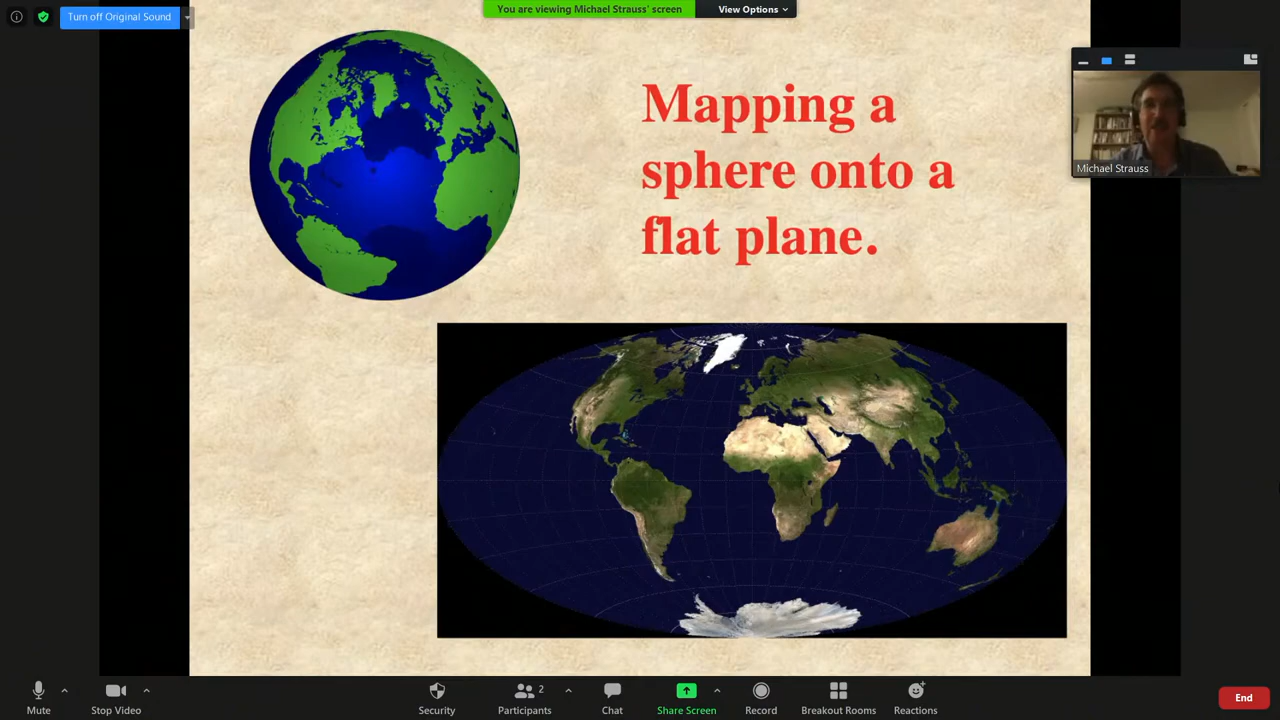 Turn off Original Sound
You are viewing Michael Strauss' screen
View Options
Mapping a
sphere onto a
flat plane.
Michael Strauss
Mute
Stop Video
Security
Participants
2
Chat
Share Screen
Record
Breakout Rooms
Reactions
End